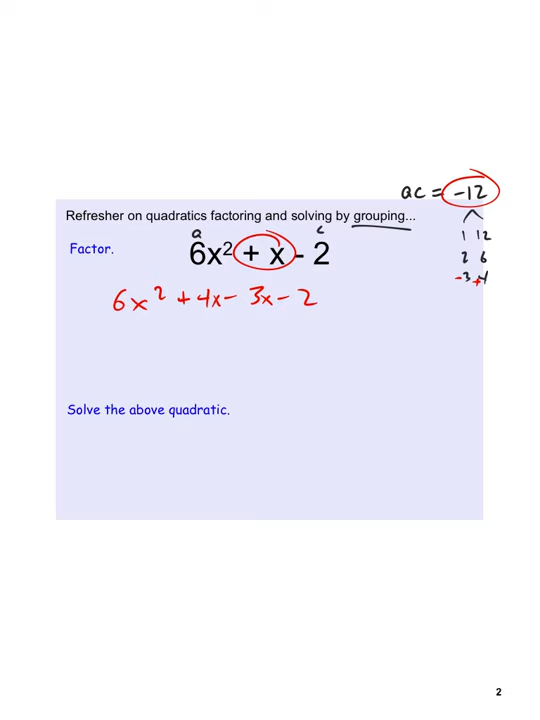 ac = -12
Refresher on quadratics factoring and solving by grouping...
1 12
a c
Factor.
6x² + x - 2
2 6
-3 +4
6x² + 4x - 3x - 2
Solve the above quadratic.
2